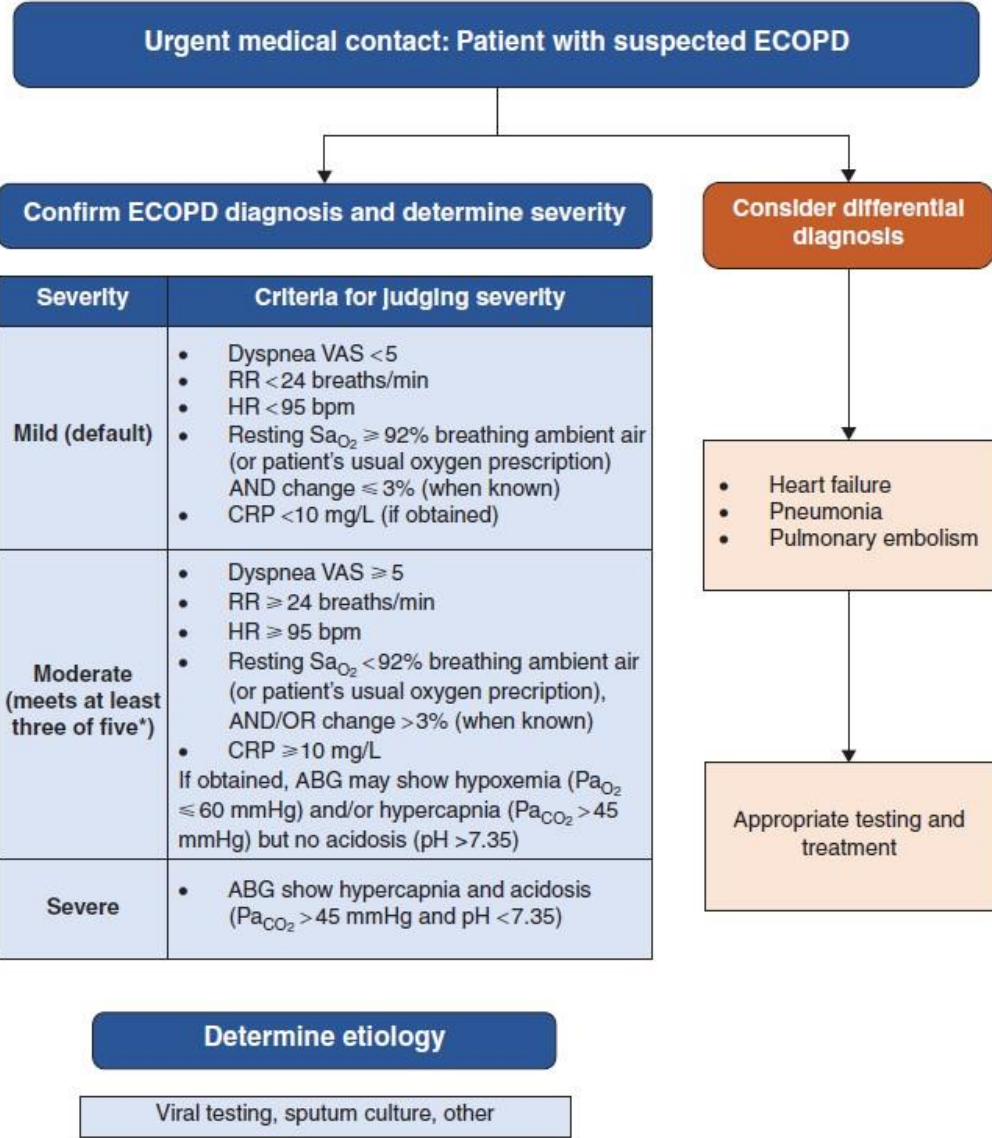 Urgent medical contact: Patient with suspected ECOPD
Confirm ECOPD diagnosis and determine severity
Severity
Criteria for judging severity
Mild (default)
• Dyspnea VAS <5
• RR <24 breaths/min
• HR <95 bpm
• Resting SaO₂ ⩾ 92% breathing ambient air
(or patient's usual oxygen prescription)
AND change ⩽ 3% (when known)
• CRP <10 mg/L (if obtained)
Moderate
(meets at least
three of five*)
• Dyspnea VAS ⩾ 5
• RR ⩾ 24 breaths/min
• HR ⩾ 95 bpm
• Resting SaO₂ <92% breathing ambient air
(or patient's usual oxygen precription),
AND/OR change >3% (when known)
• CRP ⩾10 mg/L
If obtained, ABG may show hypoxemia (PaO₂
⩽ 60 mmHg) and/or hypercapnia (PaCO₂ >45
mmHg) but no acidosis (pH >7.35)
Severe
• ABG show hypercapnia and acidosis
(PaCO₂ >45 mmHg and pH <7.35)
Determine etiology
Viral testing, sputum culture, other
Consider differential
diagnosis
• Heart failure
• Pneumonia
• Pulmonary embolism
Appropriate testing and
treatment